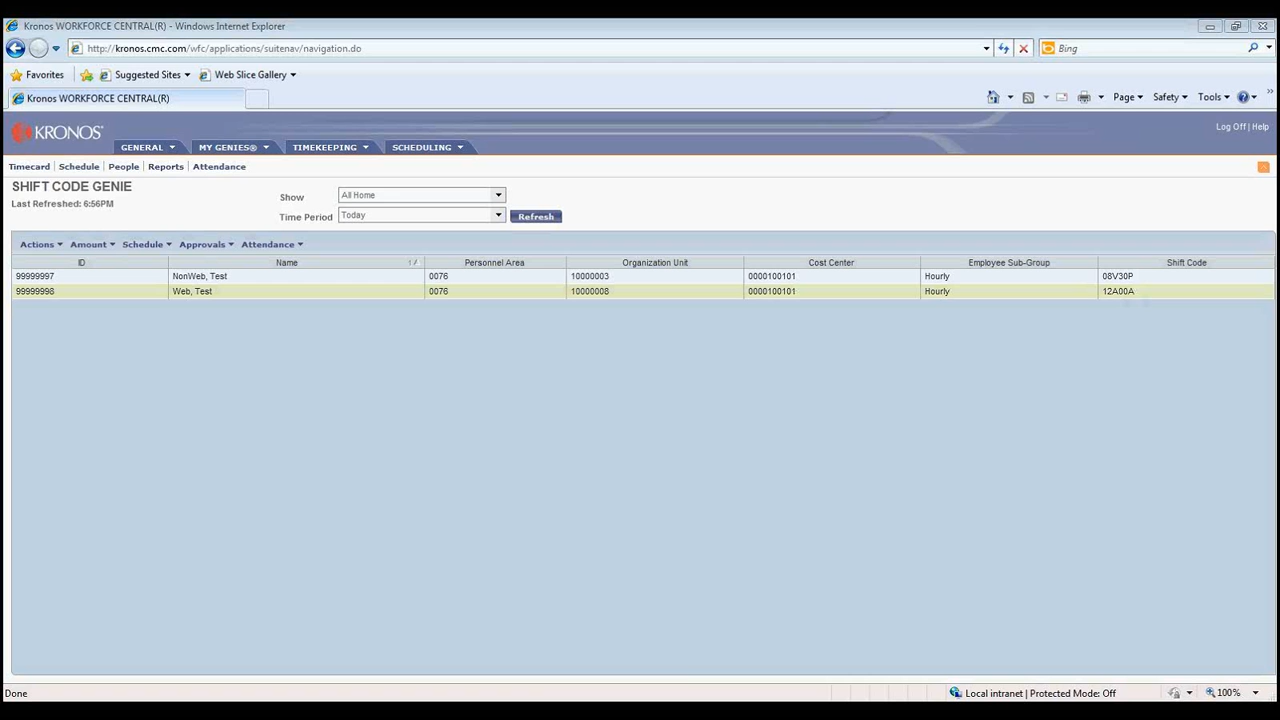 Kronos WORKFORCE CENTRAL(R) - Windows Internet Explorer
http://kronos.cmc.com/wfc/applications/suitenav/navigation.do
Bing
Favorites Suggested Sites Web Slice Gallery
Kronos WORKFORCE CENTRAL(R)
Page Safety Tools
KRONOS®
Log Off | Help
GENERAL MY GENIES® TIMEKEEPING SCHEDULING
Timecard Schedule People Reports Attendance
SHIFT CODE GENIE
Last Refreshed: 6:56PM
Show All Home
Time Period Today Refresh
Actions Amount Schedule Approvals Attendance
ID Name 1 Personnel Area Organization Unit Cost Center Employee Sub-Group Shift Code
99999997 NonWeb, Test 0076 10000003 0000100101 Hourly 08V30P
99999998 Web, Test 0076 10000008 0000100101 Hourly 12A00A
Done
Local intranet | Protected Mode: Off
100%